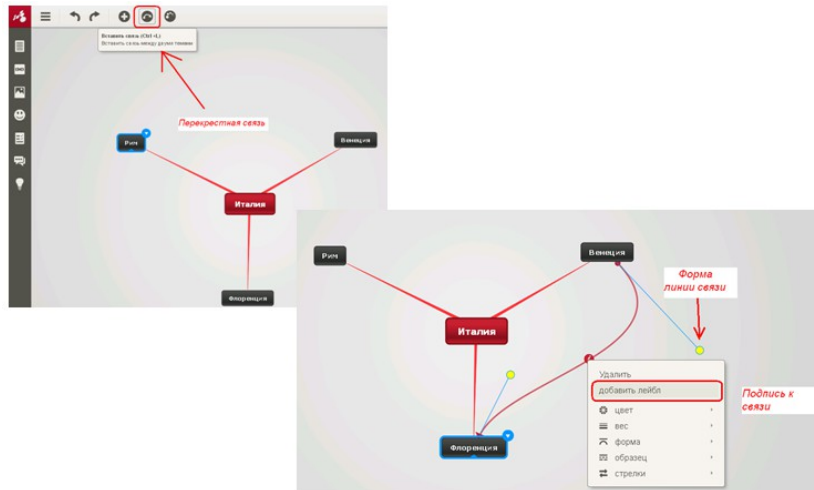 Вставить связь (Ctrl+L)
Вставить связь между двумя темами
Перекрестная связь
Рим
Венеция
Италия
Флоренция
Рим
Венеция
Форма
линии связи
Италия
Удалить
добавить лейбл
Подпись к
связи
цвет
вес
форма
образец
стрелки
Флоренция